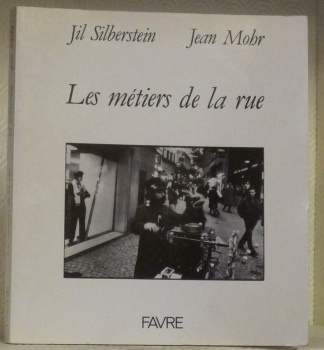 Jil Silberstein Jean Mohr
Les métiers de la rue
FAVRE